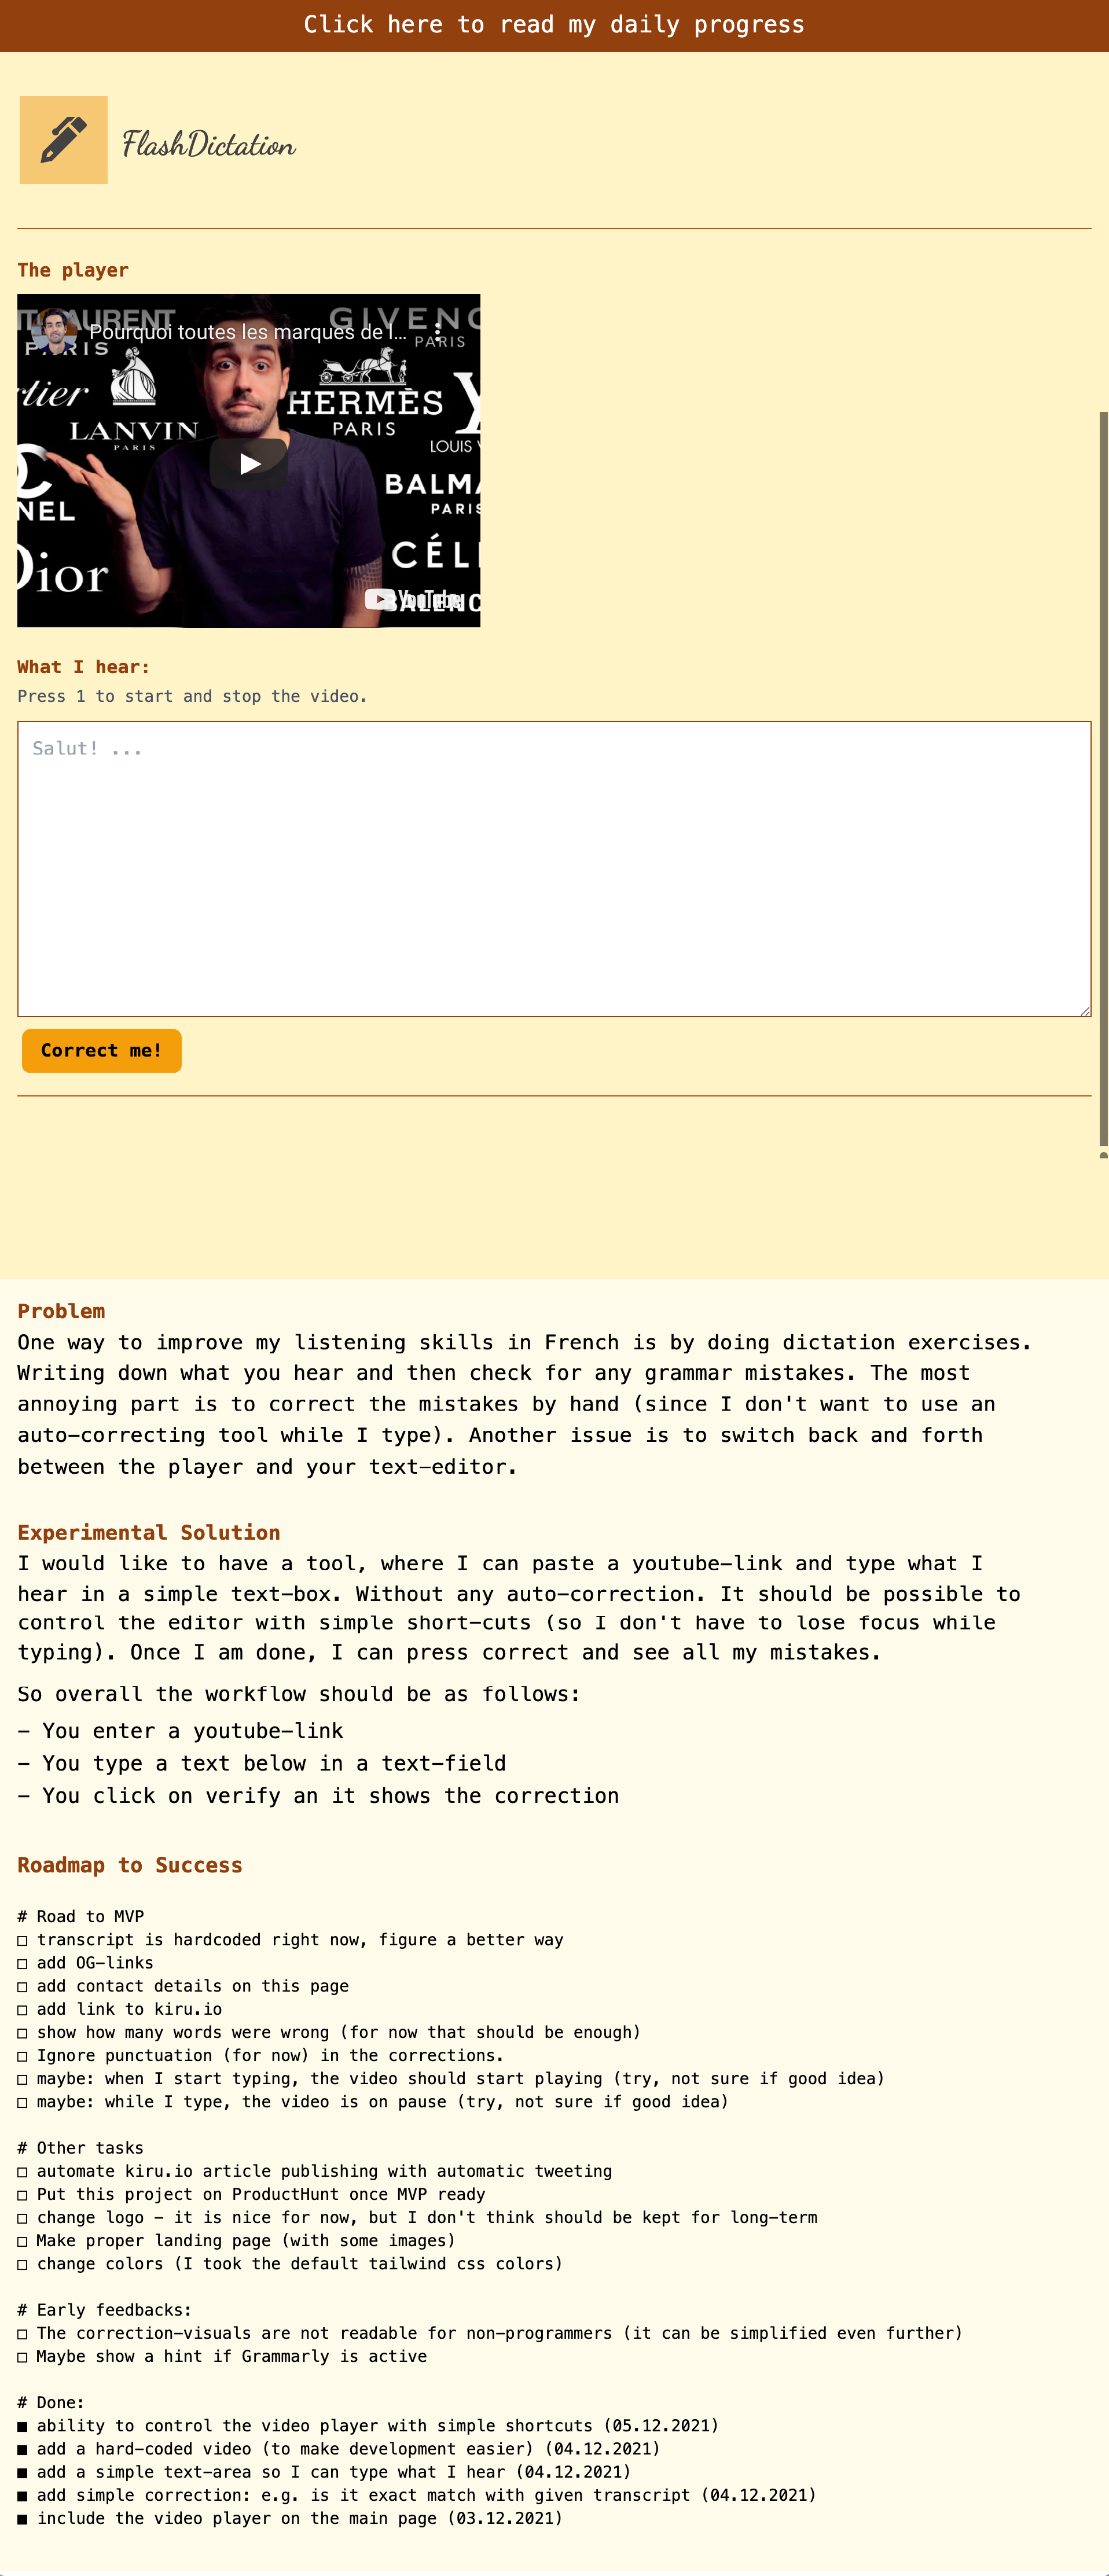 Click here to read my daily progress
FlashDictation
The player
PARIS
GIVENC
PARIS
Pourquoi toutes les marques de l...
rtier
LANVIN
PARIS
HERMÈS
PARIS
LOUIS V
NEL
BALMA
PARIS
Dior
CÉLI
YouTube
BALENC
What I hear:
Press 1 to start and stop the video.
Salut! ...
Correct me!
Problem
One way to improve my listening skills in French is by doing dictation exercises.
Writing down what you hear and then check for any grammar mistakes. The most
annoying part is to correct the mistakes by hand (since I don't want to use an
auto-correcting tool while I type). Another issue is to switch back and forth
between the player and your text-editor.
Experimental Solution
I would like to have a tool, where I can paste a youtube-link and type what I
hear in a simple text-box. Without any auto-correction. It should be possible to
control the editor with simple short-cuts (so I don't have to lose focus while
typing). Once I am done, I can press correct and see all my mistakes.
So overall the workflow should be as follows:
- You enter a youtube-link
- You type a text below in a text-field
- You click on verify an it shows the correction
Roadmap to Success
# Road to MVP
☐ transcript is hardcoded right now, figure a better way
☐ add OG-links
☐ add contact details on this page
☐ add link to kiru.io
☐ show how many words were wrong (for now that should be enough)
☐ Ignore punctuation (for now) in the corrections.
☐ maybe: when I start typing, the video should start playing (try, not sure if good idea)
☐ maybe: while I type, the video is on pause (try, not sure if good idea)
# Other tasks
☐ automate kiru.io article publishing with automatic tweeting
☐ Put this project on ProductHunt once MVP ready
☐ change logo - it is nice for now, but I don't think should be kept for long-term
☐ Make proper landing page (with some images)
☐ change colors (I took the default tailwind css colors)
# Early feedbacks:
☐ The correction-visuals are not readable for non-programmers (it can be simplified even further)
☐ Maybe show a hint if Grammarly is active
# Done:
■ ability to control the video player with simple shortcuts (05.12.2021)
■ add a hard-coded video (to make development easier) (04.12.2021)
■ add a simple text-area so I can type what I hear (04.12.2021)
■ add simple correction: e.g. is it exact match with given transcript (04.12.2021)
■ include the video player on the main page (03.12.2021)